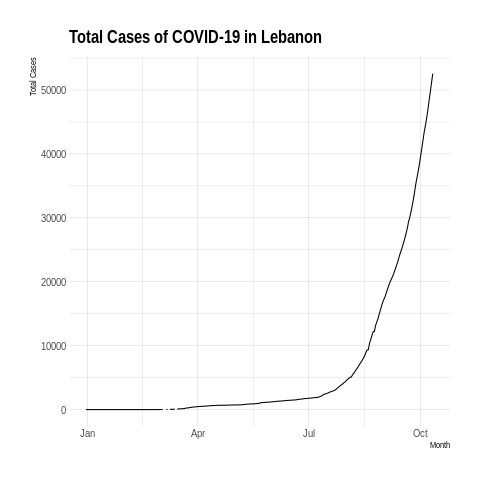 Total Cases of COVID-19 in Lebanon
Total Cases
50000
40000
30000
20000
10000
0
Jan Apr Jul Oct
Month